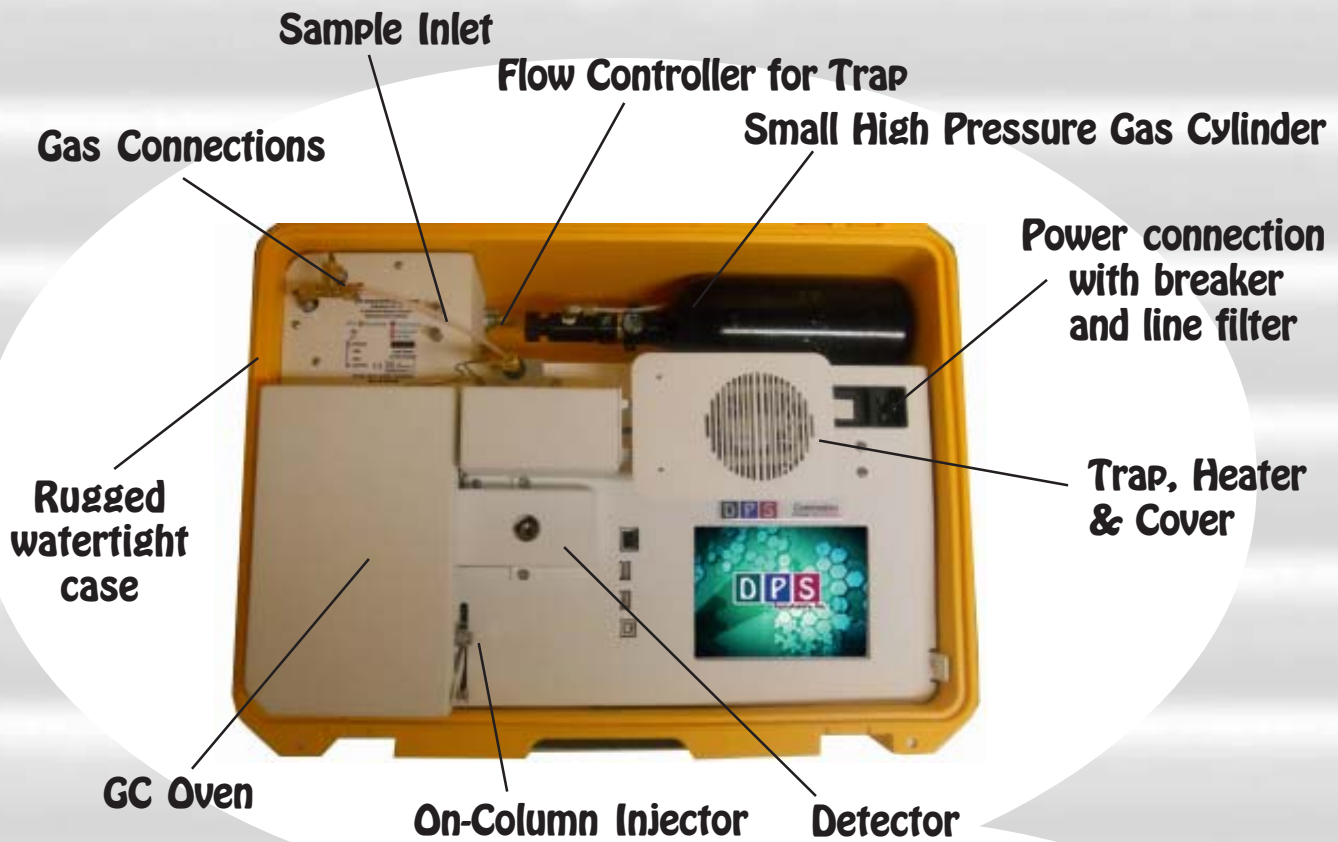 Sample Inlet
Flow Controller for Trap
Small High Pressure Gas Cylinder
Gas Connections
Power connection
with breaker
and line filter
Rugged
watertight
case
Trap, Heater
& Cover
DPS
DPS
GC Oven
On-Column Injector
Detector